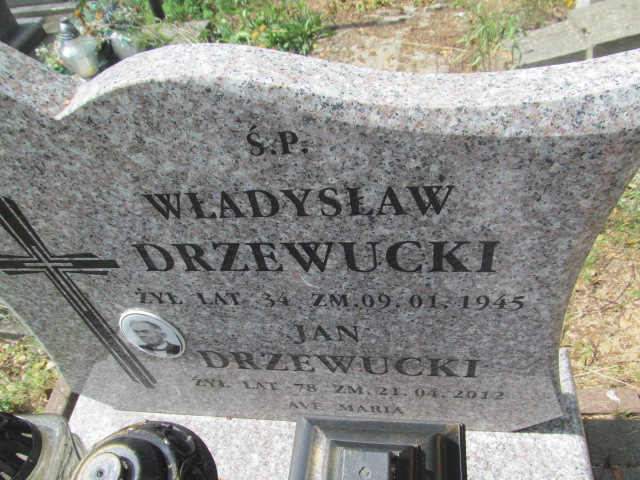 Ś.P.
WŁADYSŁAW
DRZEWUCKI
ŻYŁ LAT 34 ZM.09.01.1945
JAN
DRZEWUCKI
ŻYŁ LAT 78 ZM.21.04.2012
AVE MARIA